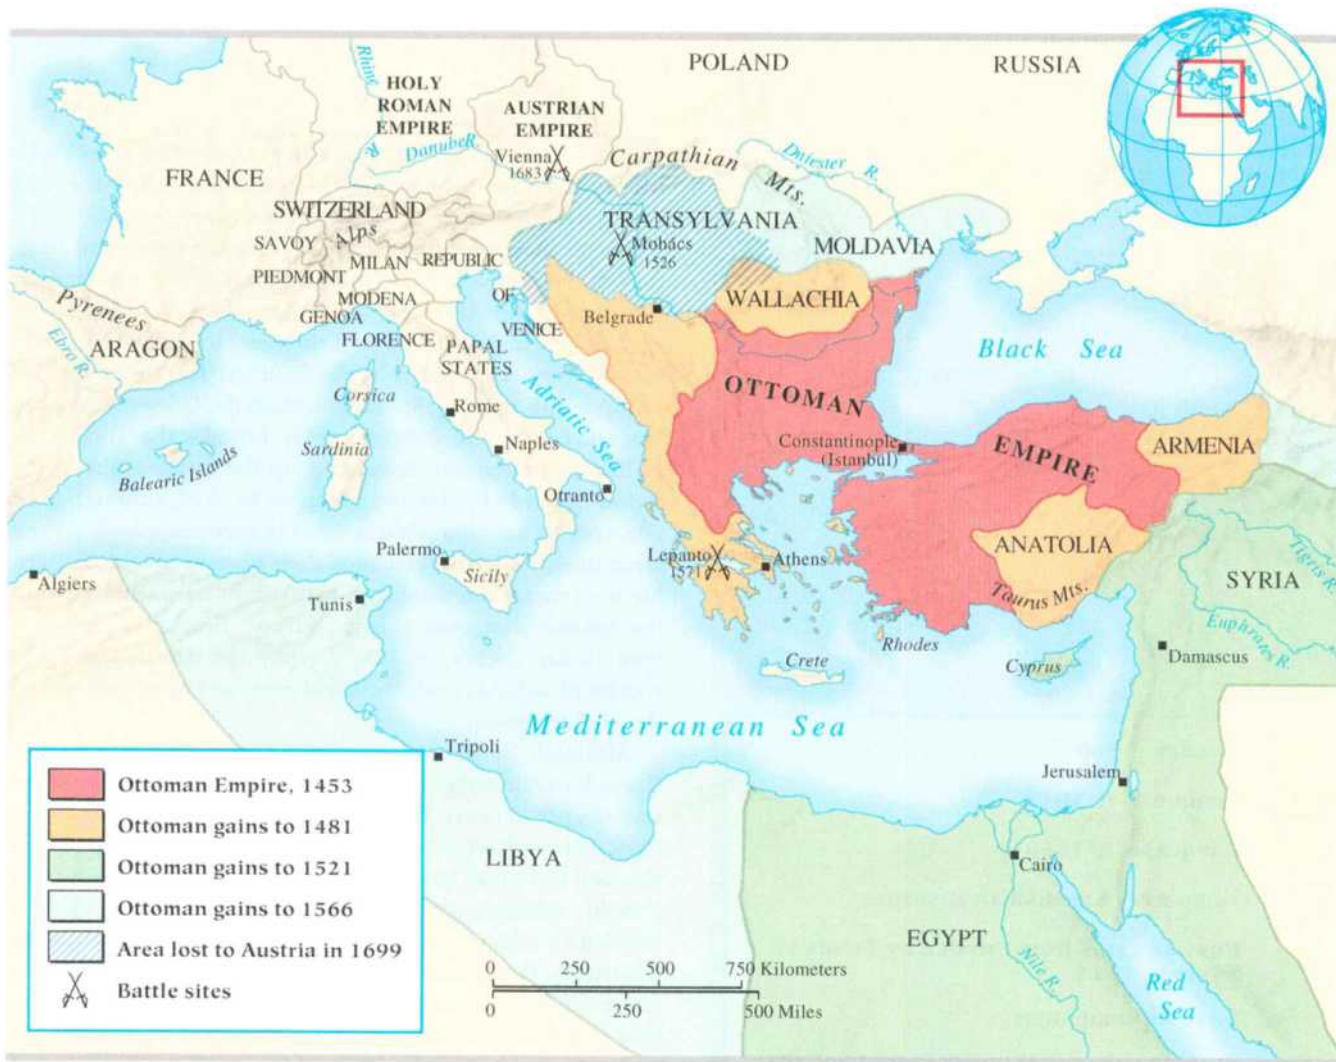 POLAND
RUSSIA
Rhine
R.
HOLY
ROMAN
EMPIRE
AUSTRIAN
EMPIRE
Danube R.
Vienna
1683
Carpathian
Mts.
Dniester
R.
FRANCE
SWITZERLAND
Alps
SAVOY
PIEDMONT
MILAN
REPUBLIC
OF
VENICE
MODENA
GENOA
FLORENCE
PAPAL
STATES
TRANSYLVANIA
Mohács
1526
MOLDAVIA
WALLACHIA
Belgrade
Pyrenees
Ebro R.
ARAGON
Corsica
Rome
Adriatic Sea
Black Sea
OTTOMAN
EMPIRE
Constantinople
(Istanbul)
ARMENIA
Balearic Islands
Sardinia
Naples
Otranto
ANATOLIA
Taurus Mts.
Lepanto
1571
Athens
Palermo
Sicily
Algiers
Tunis
SYRIA
Tigris R.
Euphrates R.
Damascus
Rhodes
Crete
Cyprus
Mediterranean Sea
Tripoli
Jerusalem
LIBYA
Cairo
EGYPT
Nile R.
Red
Sea
Ottoman Empire, 1453
Ottoman gains to 1481
Ottoman gains to 1521
Ottoman gains to 1566
Area lost to Austria in 1699
Battle sites
0 250 500 750 Kilometers
0 250 500 Miles